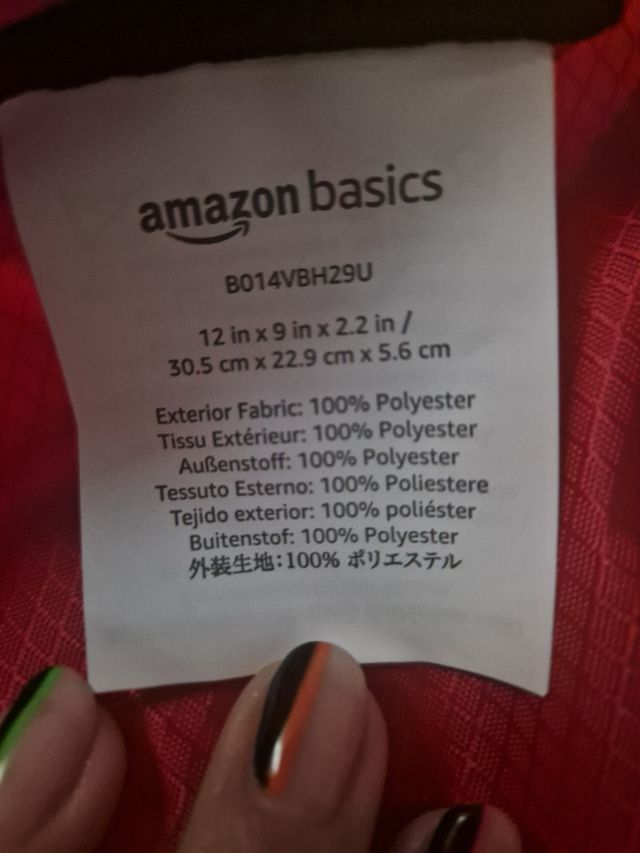 amazon basics
B014VBH29U
12 in x 9 in x 2.2 in /
30.5 cm x 22.9 cm x 5.6 cm
Exterior Fabric: 100% Polyester
Tissu Extérieur: 100% Polyester
Außenstoff: 100% Polyester
Tessuto Esterno: 100% Poliestere
Tejido exterior: 100% poliéster
Buitenstof: 100% Polyester
外装生地：100% ポリエステル